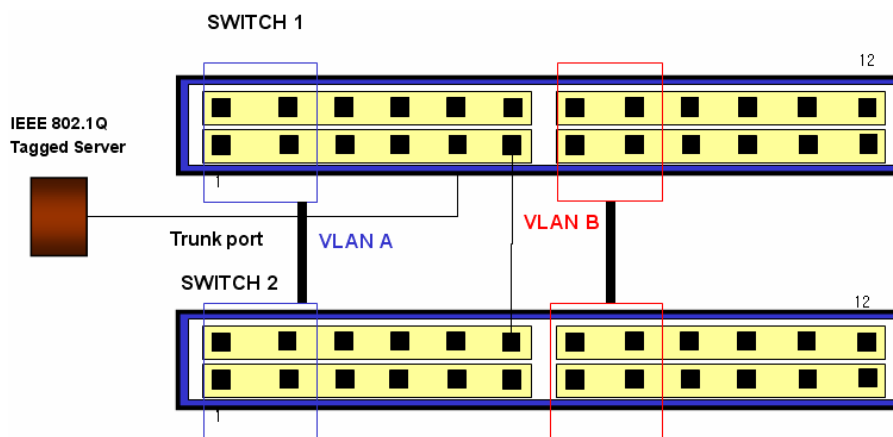 SWITCH 1
12
IEEE 802.1Q
Tagged Server
1
Trunk port
VLAN A
VLAN B
SWITCH 2
12
1